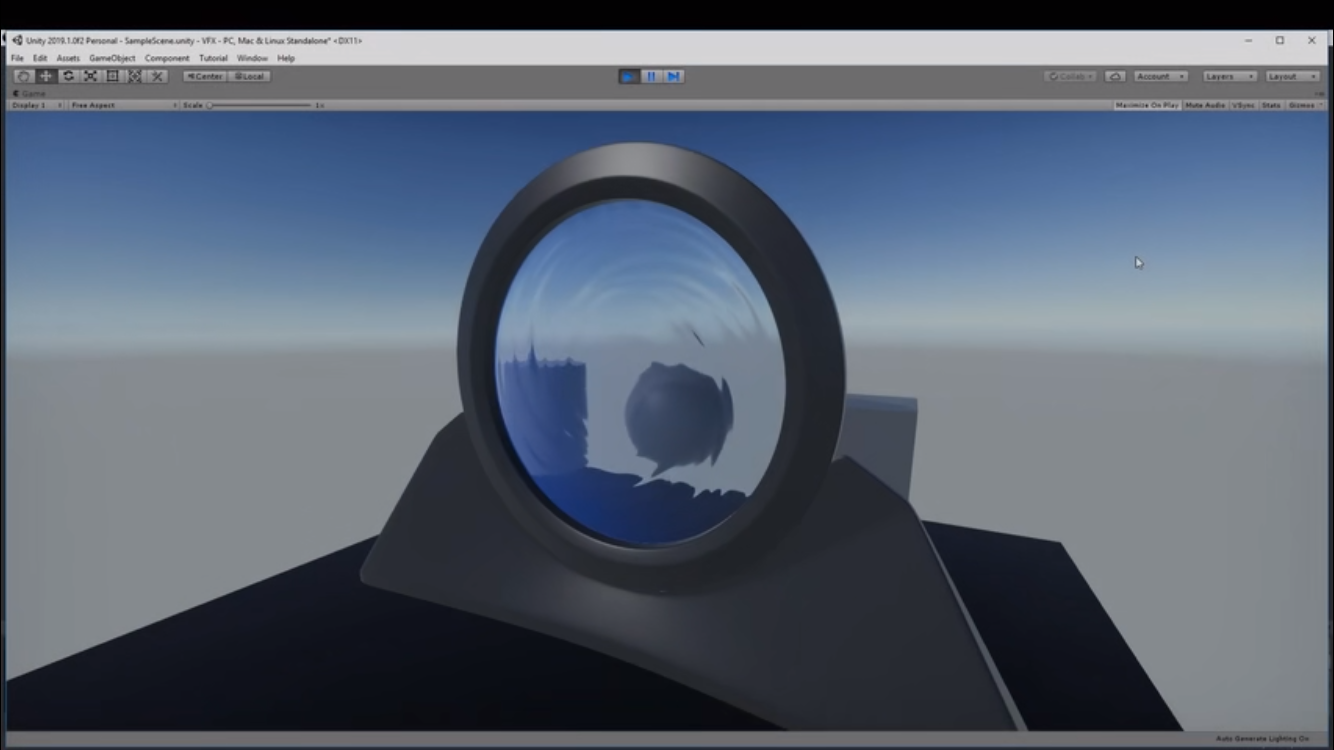 Unity 2019.1.0f2 Personal - SampleScene.unity - VFX - PC, Mac & Linux Standalone* <DX11>
File Edit Assets GameObject Component Tutorial Window Help
Center Local Collab Account Layers Layout
Game
Display 1 Free Aspect Scale 1x Maximize On Play Mute Audio VSync Stats Gizmos
Auto Generate Lighting On